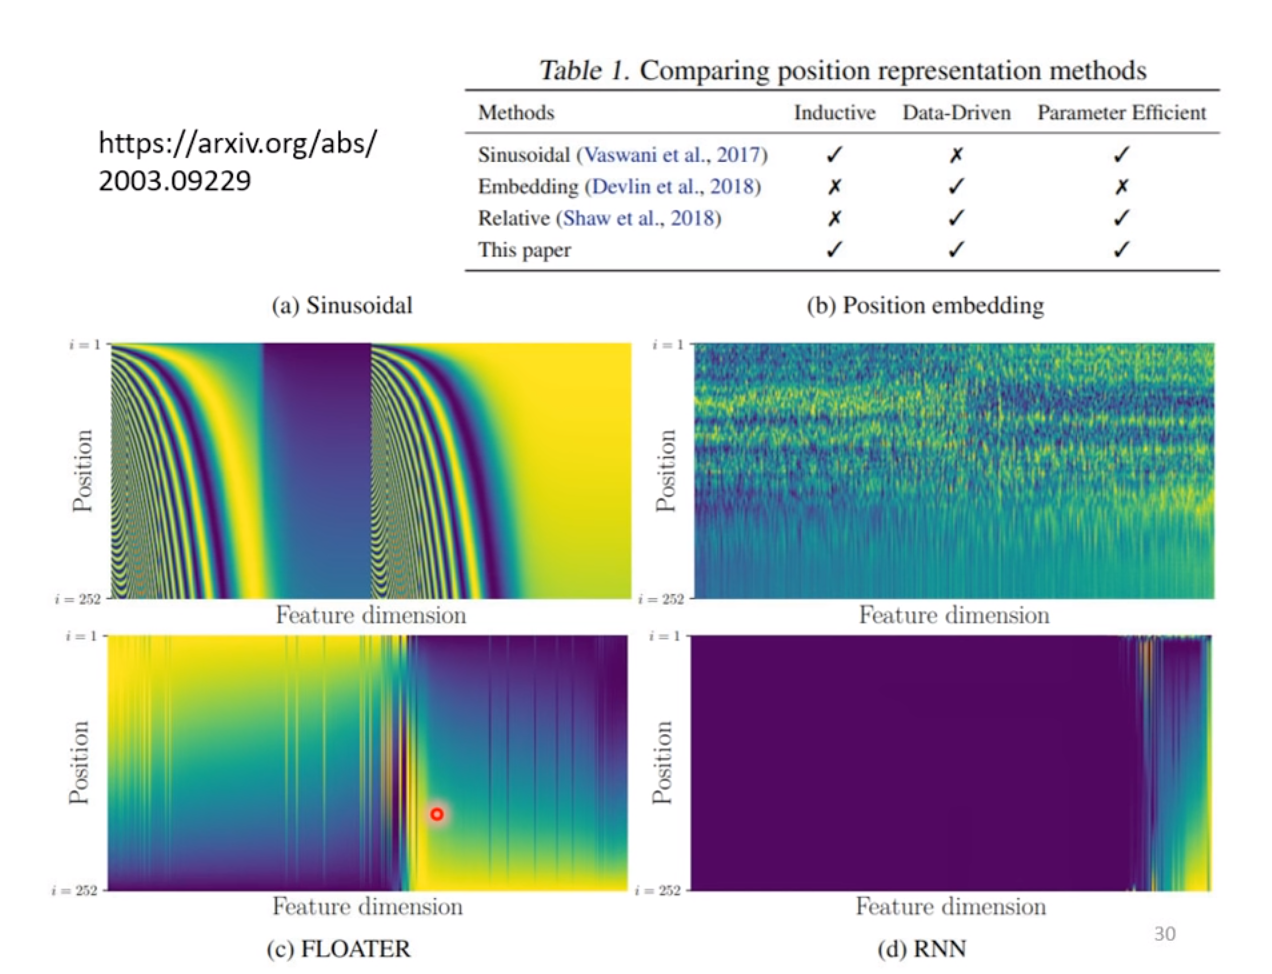 https://arxiv.org/abs/
2003.09229
Table 1. Comparing position representation methods
Methods Inductive Data-Driven Parameter Efficient
Sinusoidal (Vaswani et al., 2017) ✓ ✗ ✓
Embedding (Devlin et al., 2018) ✗ ✓ ✗
Relative (Shaw et al., 2018) ✗ ✓ ✓
This paper ✓ ✓ ✓
(a) Sinusoidal
i = 1
Position
i = 252
Feature dimension
(b) Position embedding
i = 1
Position
i = 252
Feature dimension
i = 1
Position
i = 252
Feature dimension
(c) FLOATER
i = 1
Position
i = 252
Feature dimension
(d) RNN
30